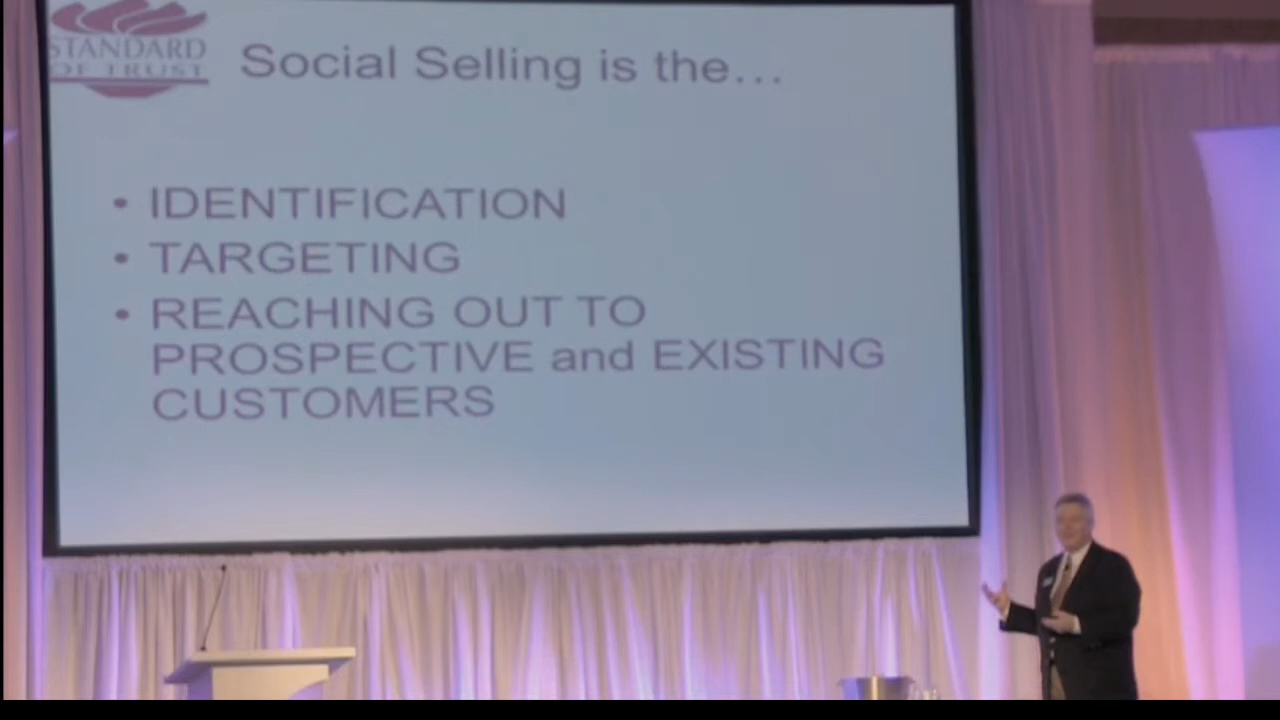 STANDARD
OF TRUST
Social Selling is the...
• IDENTIFICATION
• TARGETING
• REACHING OUT TO
PROSPECTIVE and EXISTING
CUSTOMERS